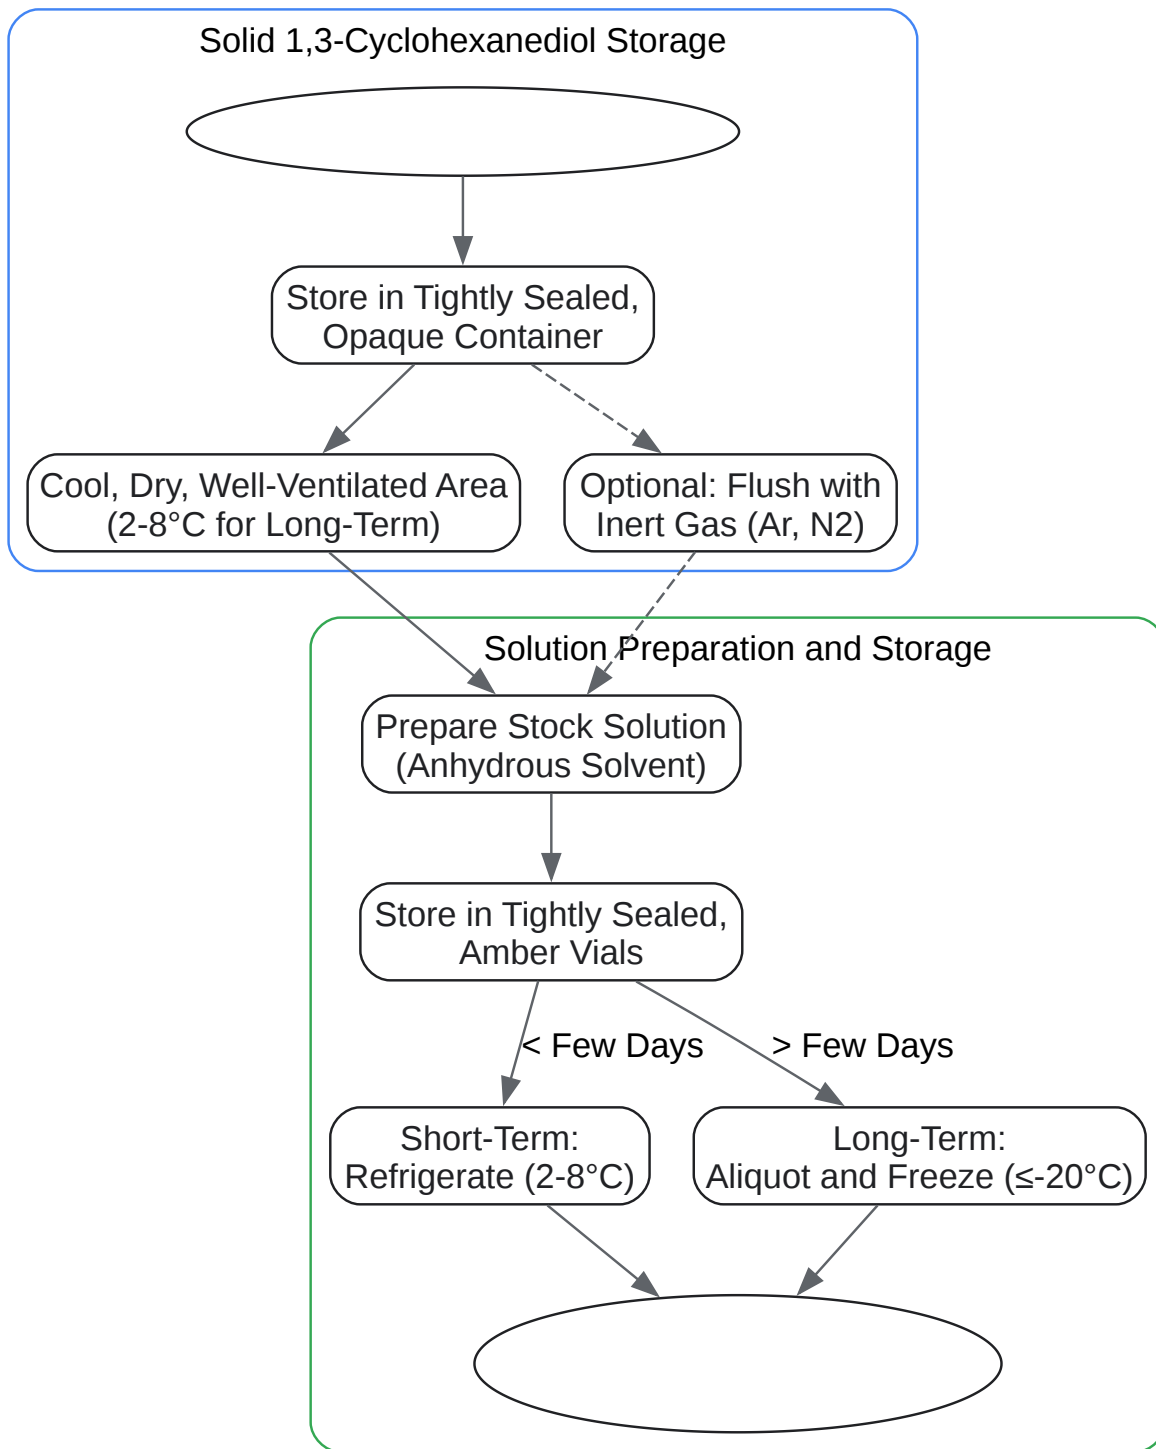 Solid 1,3-Cyclohexanediol Storage
Store in Tightly Sealed,
Opaque Container
Cool, Dry, Well-Ventilated Area
(2-8°C for Long-Term)
Optional: Flush with
Inert Gas (Ar, N2)
Solution Preparation and Storage
Prepare Stock Solution
(Anhydrous Solvent)
Store in Tightly Sealed,
Amber Vials
< Few Days
> Few Days
Short-Term:
Refrigerate (2-8°C)
Long-Term:
Aliquot and Freeze (≤-20°C)